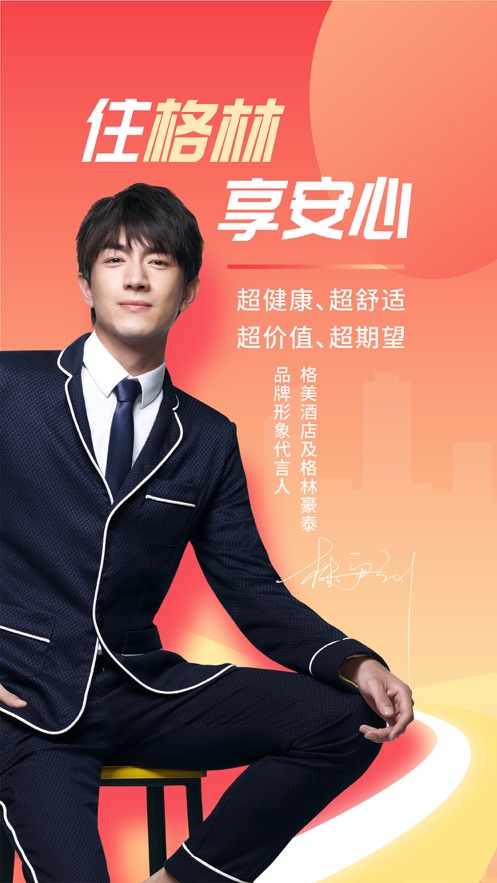 住格林
享安心
超健康、超舒适
超价值、超期望
格美酒店及格林豪泰
品牌形象代言人